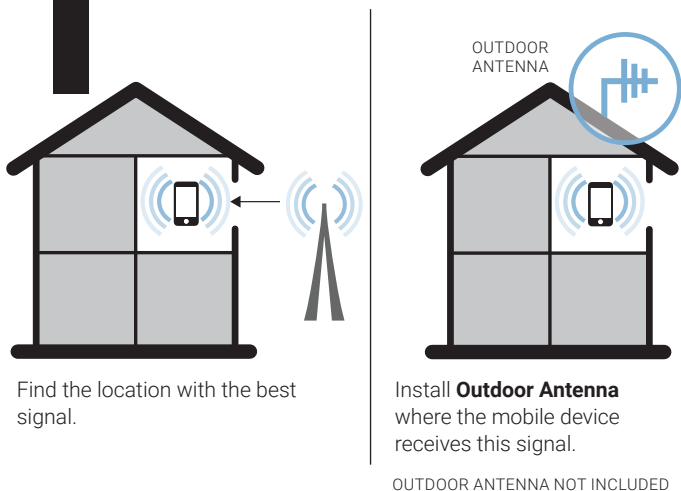 OUTDOOR
ANTENNA
Find the location with the best
signal.
Install Outdoor Antenna
where the mobile device
receives this signal.
OUTDOOR ANTENNA NOT INCLUDED